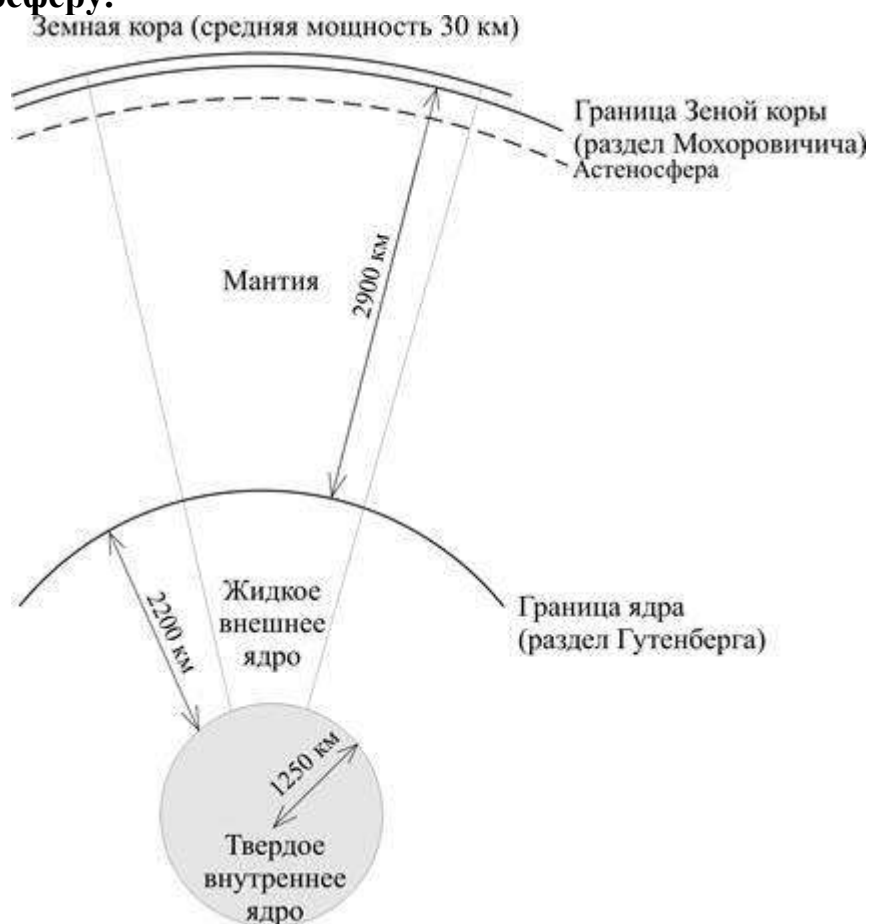 Земная кора (средняя мощность 30 км)
Граница Зеной коры
(раздел Мохоровичича)
Астеносфера
Мантия
2900 км
Жидкое
внешнее
ядро
2200 км
Граница ядра
(раздел Гутенберга)
1250 км
Твердое
внутреннее
ядро